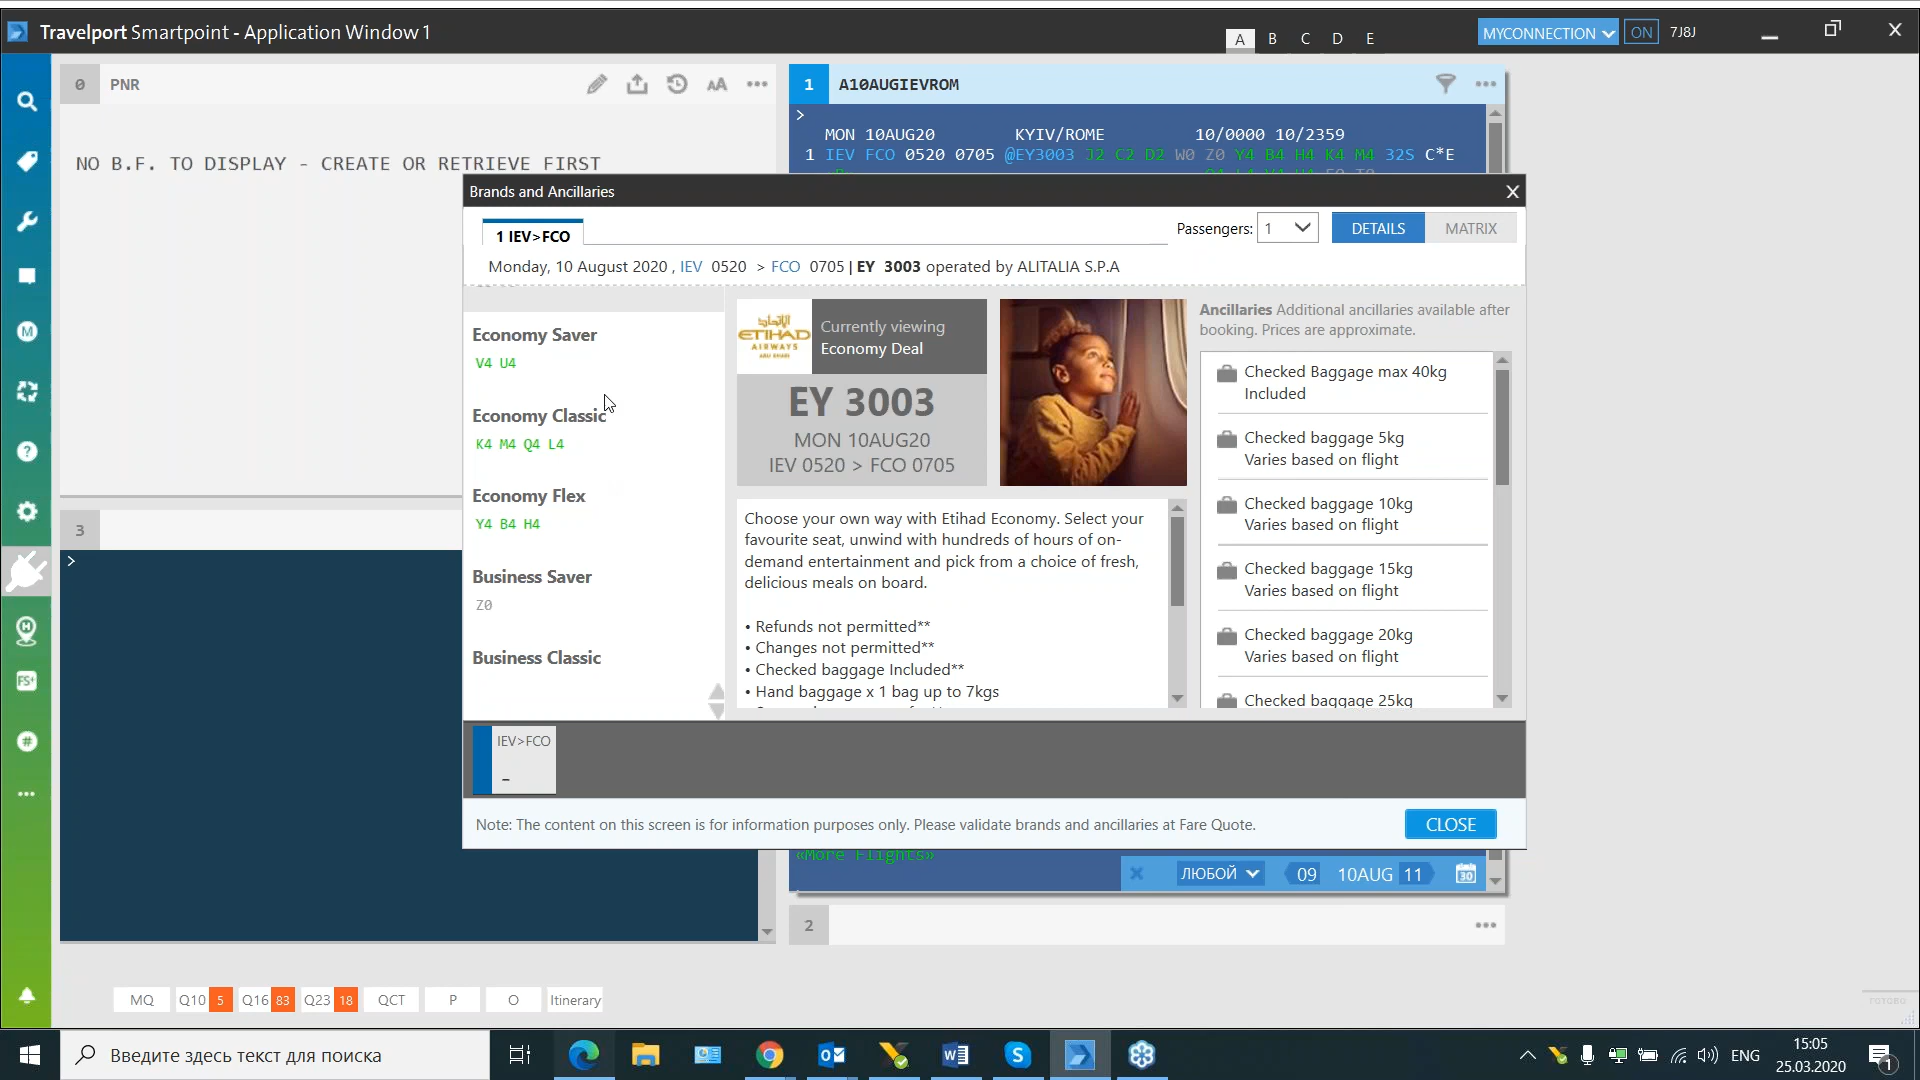 Travelport Smartpoint - Application Window 1
A B C D E
MYCONNECTION ON 7J8J
0 PNR
NO B.F. TO DISPLAY - CREATE OR RETRIEVE FIRST
1 A10AUGIEVROM
>
MON 10AUG20 KYIV/ROME 10/0000 10/2359
1 IEV FCO 0520 0705 @EY3003 J2 C2 D2 W0 Z0 Y4 B4 H4 K4 M4 32S C*E
Brands and Ancillaries
1 IEV>FCO
Passengers: 1
DETAILS MATRIX
Monday, 10 August 2020 , IEV 0520 > FCO 0705 | EY 3003 operated by ALITALIA S.P.A
Economy Saver
V4 U4
Economy Classic
K4 M4 Q4 L4
Economy Flex
Y4 B4 H4
Business Saver
Z0
Business Classic
الإتحاد
ETIHAD
AIRWAYS
ABU DHABI
Currently viewing
Economy Deal
EY 3003
MON 10AUG20
IEV 0520 > FCO 0705
Choose your own way with Etihad Economy. Select your
favourite seat, unwind with hundreds of hours of on-
demand entertainment and pick from a choice of fresh,
delicious meals on board.
• Refunds not permitted**
• Changes not permitted**
• Checked baggage Included**
• Hand baggage x 1 bag up to 7kgs
Ancillaries Additional ancillaries available after
booking. Prices are approximate.
Checked Baggage max 40kg
Included
Checked baggage 5kg
Varies based on flight
Checked baggage 10kg
Varies based on flight
Checked baggage 15kg
Varies based on flight
Checked baggage 20kg
Varies based on flight
Checked baggage 25kg
IEV>FCO
–
Note: The content on this screen is for information purposes only. Please validate brands and ancillaries at Fare Quote.
CLOSE
3
>
«More Flights»
ЛЮБОЙ 09 10AUG 11 30
2
M
?
H
FS+
#
MQ Q10 5 Q16 83 Q23 18 QCT P O Itinerary
ГОТОВО
Введите здесь текст для поиска
ENG
15:05
25.03.2020
1